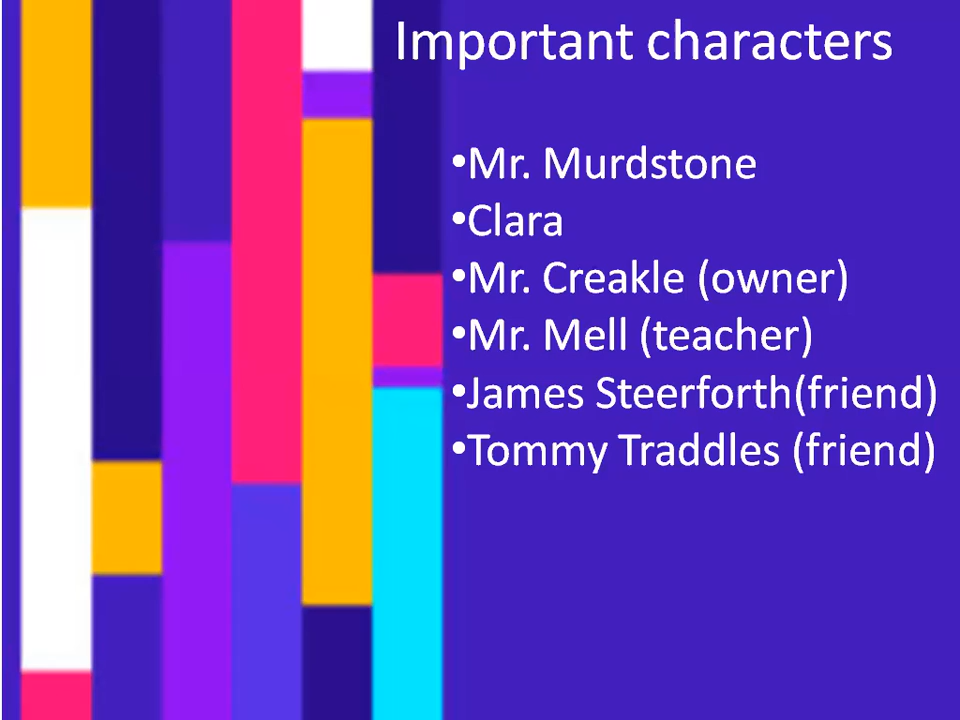 Important characters
•Mr. Murdstone
•Clara
•Mr. Creakle (owner)
•Mr. Mell (teacher)
•James Steerforth(friend)
•Tommy Traddles (friend)